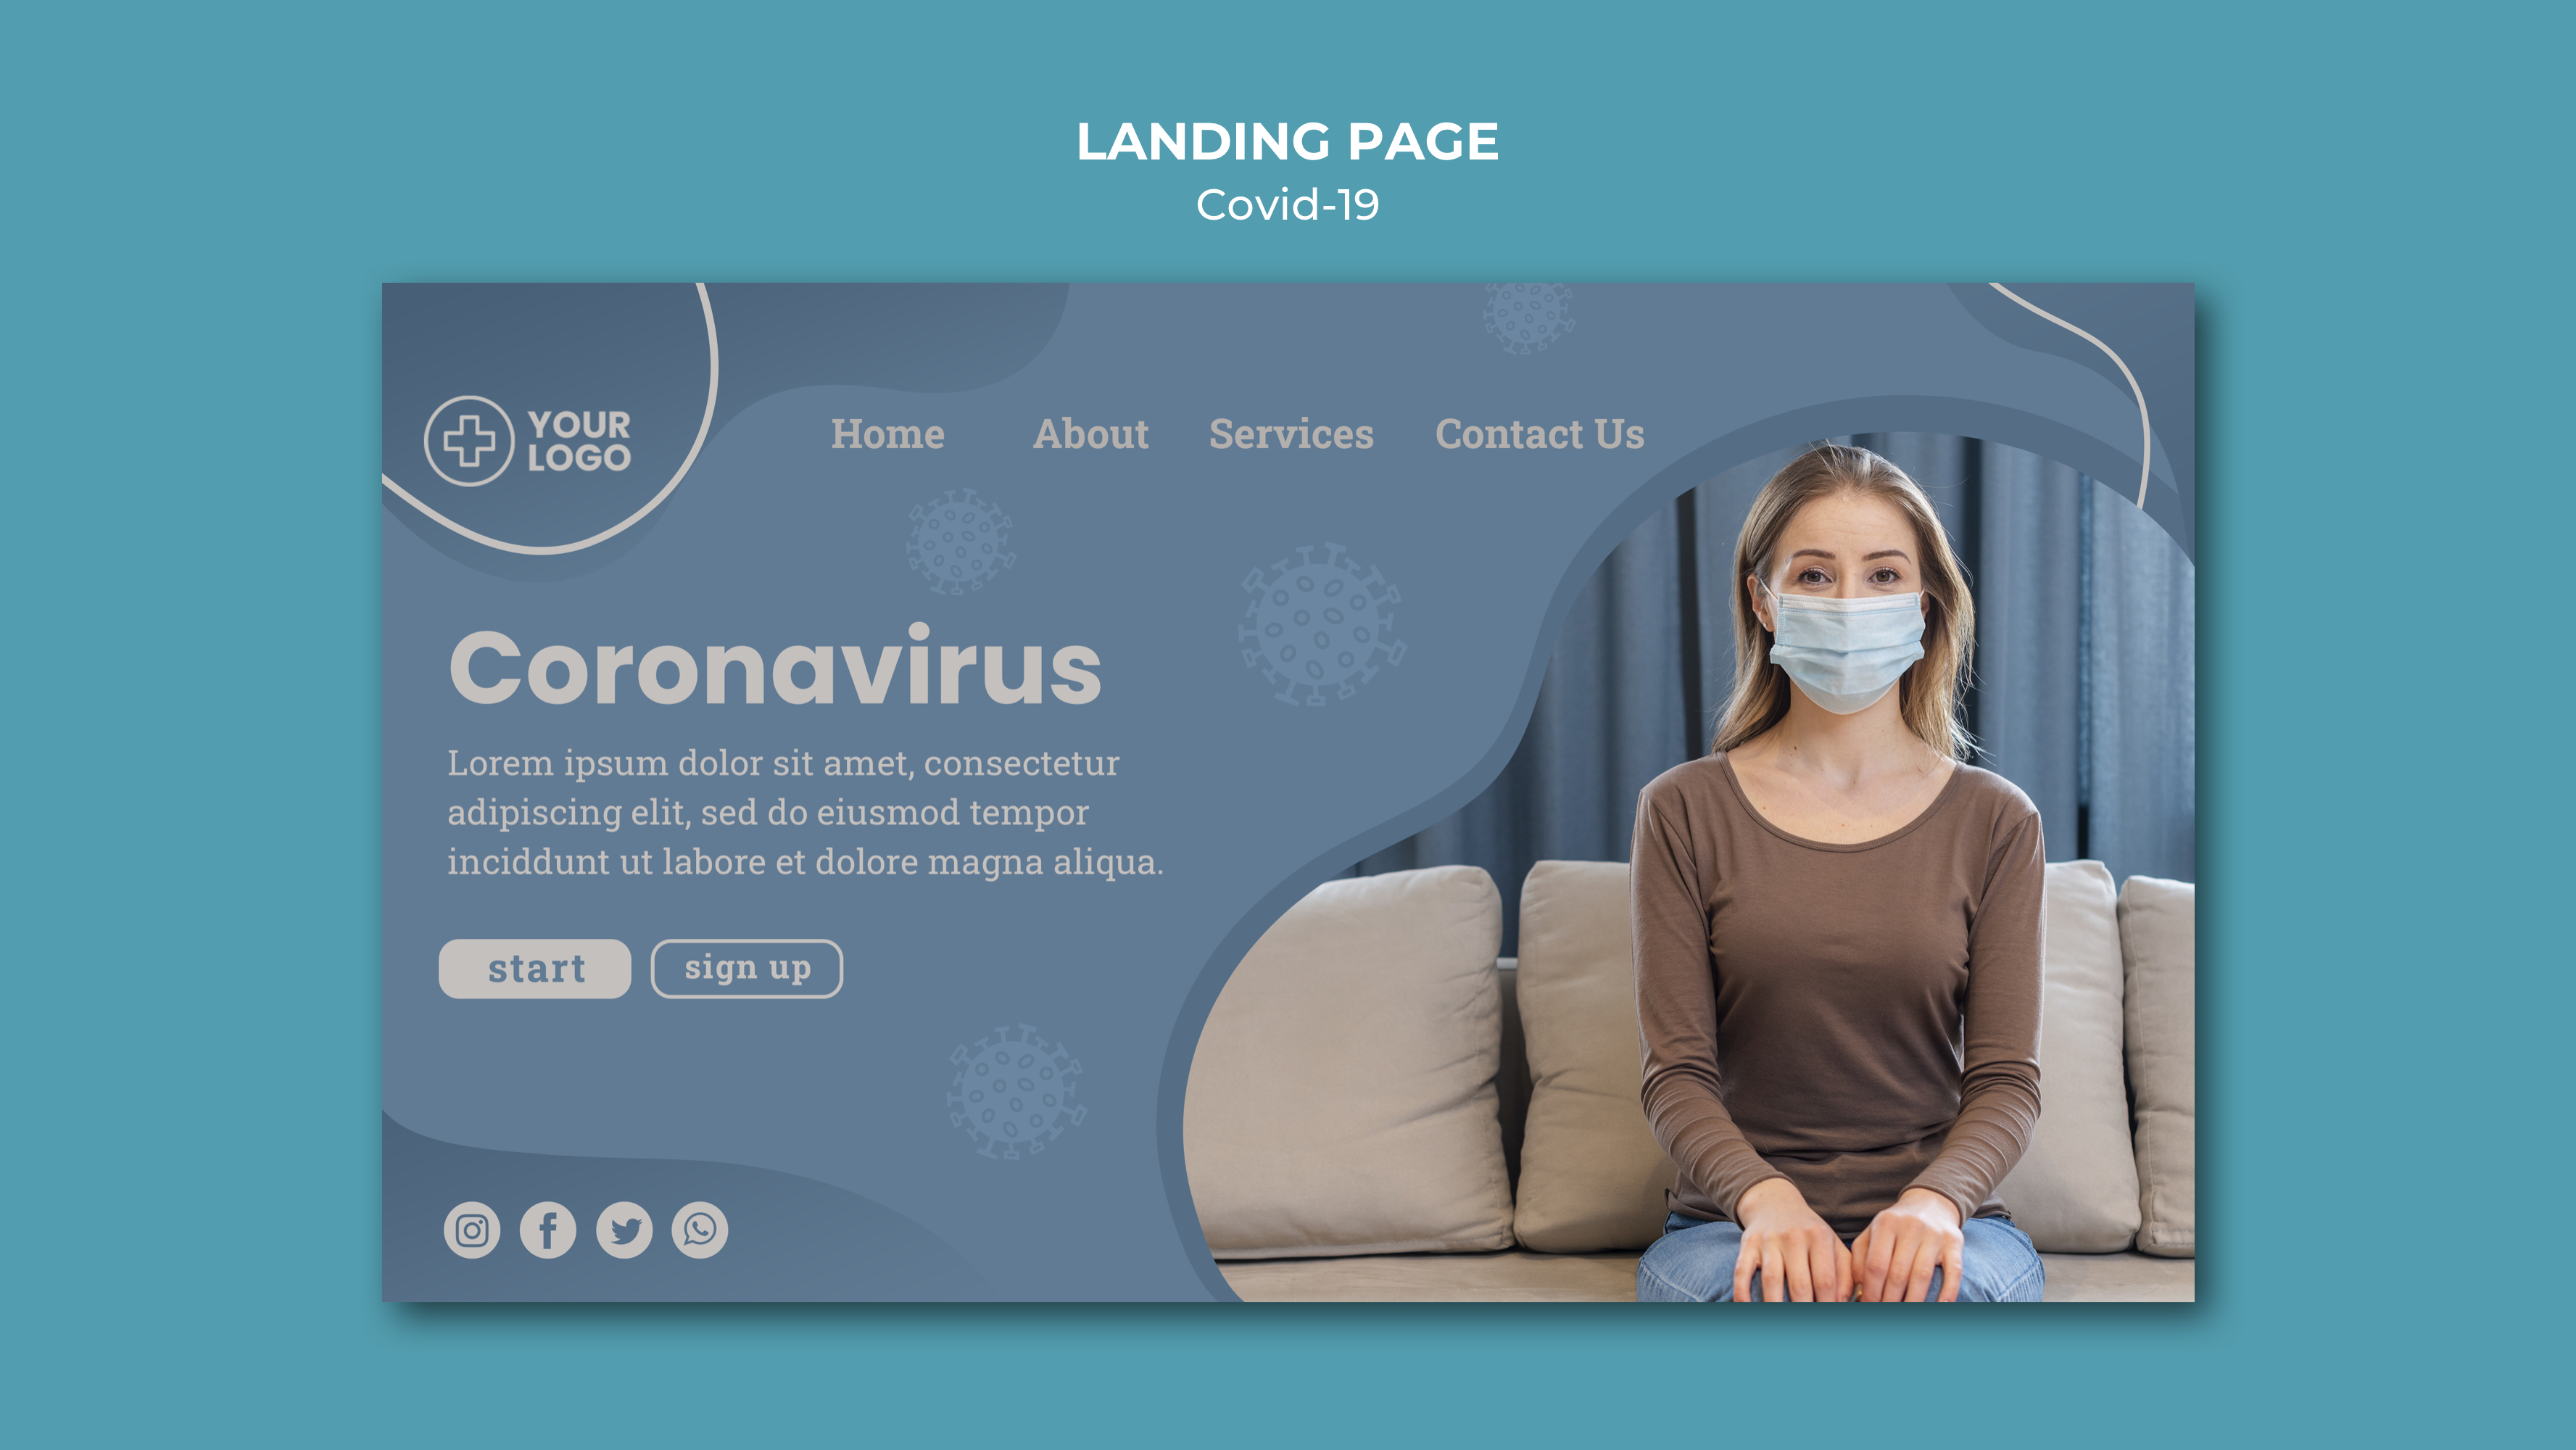 LANDING PAGE
Covid-19
YOUR
LOGO
Home About Services Contact Us
Coronavirus
Lorem ipsum dolor sit amet, consectetur
adipiscing elit, sed do eiusmod tempor
inciddunt ut labore et dolore magna aliqua.
start sign up